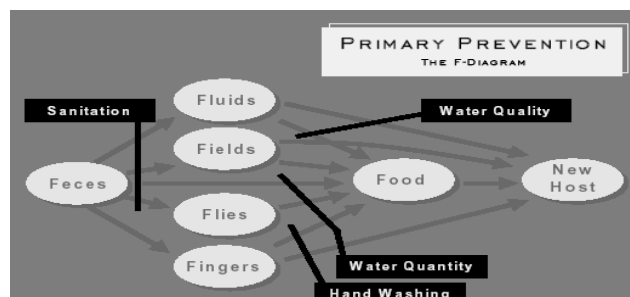 PRIMARY PREVENTION
THE F-DIAGRAM
Sanitation
Fluids
Water Quality
Fields
Feces
Food
New
Host
Flies
Fingers
Water Quantity
Hand Washing